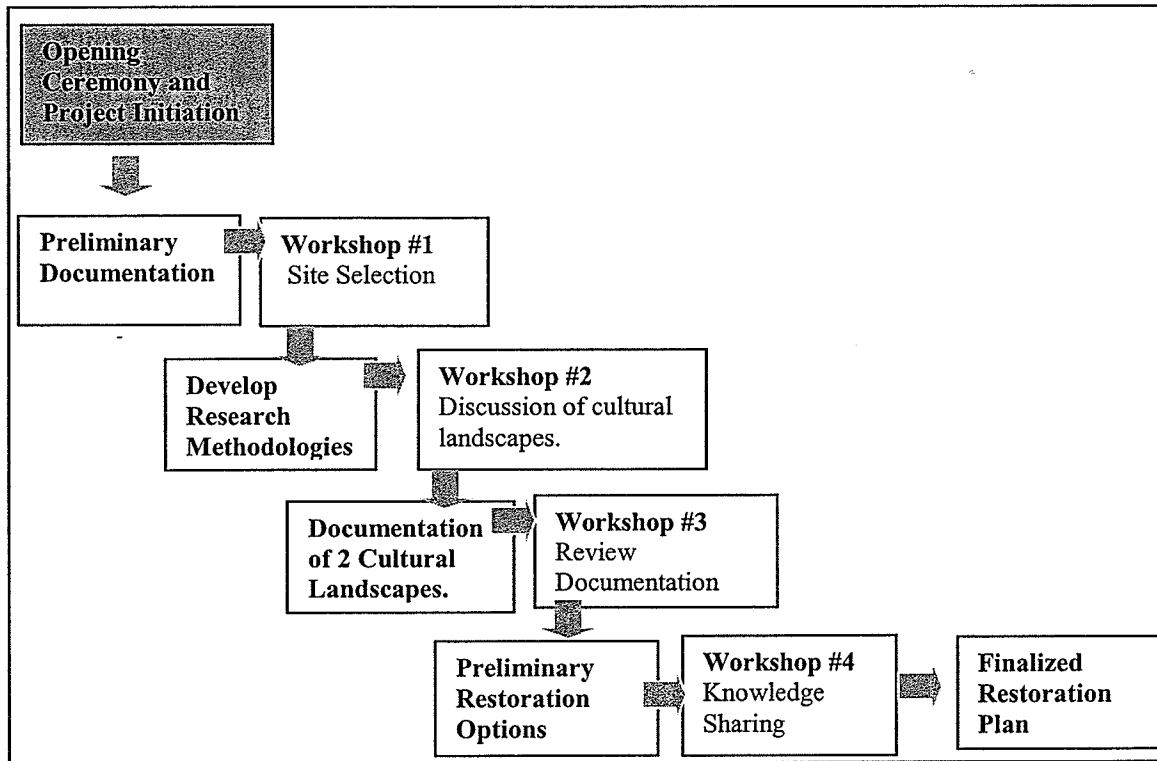 Opening
Ceremony and
Project Initiation
Preliminary
Documentation
Workshop #1
Site Selection
Develop
Research
Methodologies
Workshop #2
Discussion of cultural
landscapes.
Documentation
of 2 Cultural
Landscapes.
Workshop #3
Review
Documentation
Preliminary
Restoration
Options
Workshop #4
Knowledge
Sharing
Finalized
Restoration
Plan